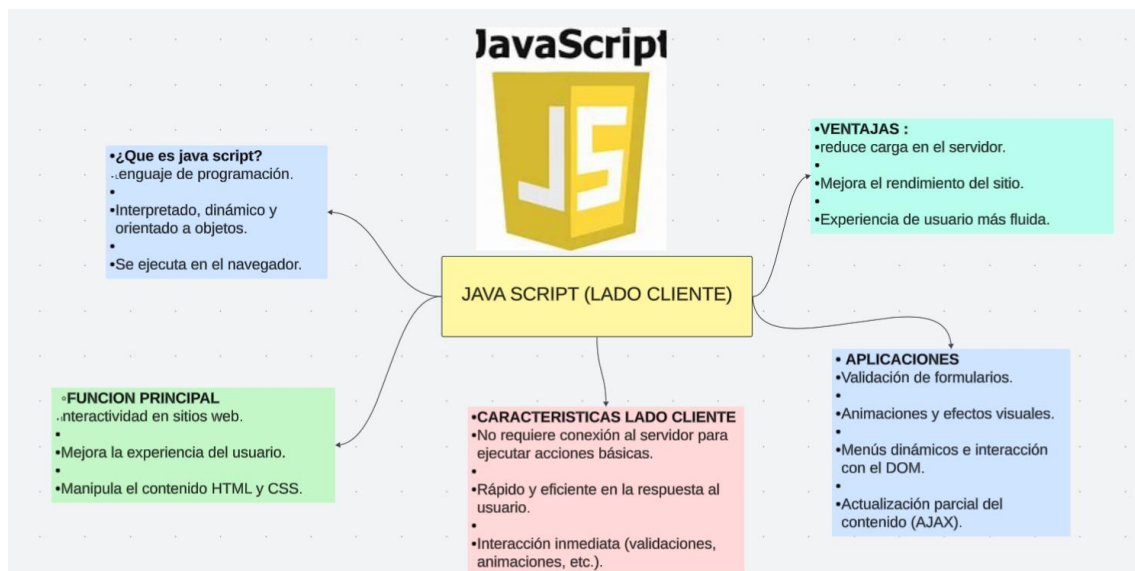 JavaScript
JS
•¿Que es java script?
Lenguaje de programación.
•
•Interpretado, dinámico y
orientado a objetos.
•
•Se ejecuta en el navegador.
•VENTAJAS :
•reduce carga en el servidor.
•
•Mejora el rendimiento del sitio.
•
•Experiencia de usuario más fluida.
JAVA SCRIPT (LADO CLIENTE)
◦FUNCION PRINCIPAL
Interactividad en sitios web.
•
•Mejora la experiencia del usuario.
•
•Manipula el contenido HTML y CSS.
•CARACTERISTICAS LADO CLIENTE
•No requiere conexión al servidor para
ejecutar acciones básicas.
•
•Rápido y eficiente en la respuesta al
usuario.
•
•Interacción inmediata (validaciones,
animaciones, etc.).
• APLICACIONES
•Validación de formularios.
•
•Animaciones y efectos visuales.
•
•Menús dinámicos e interacción
con el DOM.
•
•Actualización parcial del
contenido (AJAX).